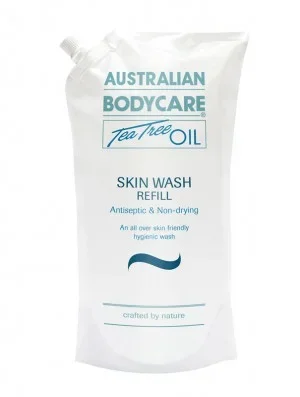 AUSTRALIAN
BODYCARE®
Tea Tree OIL
SKIN WASH
REFILL
Antiseptic & Non-drying
An all over skin friendly
hygienic wash
crafted by nature